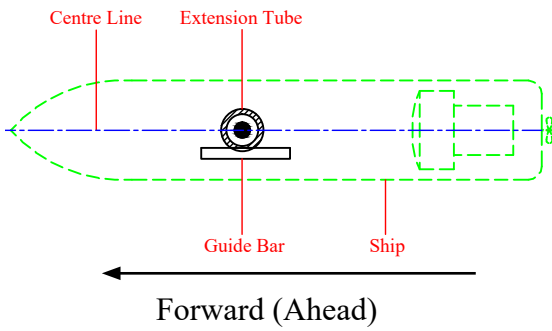 Centre Line
Extension Tube
Guide Bar
Ship
Forward (Ahead)